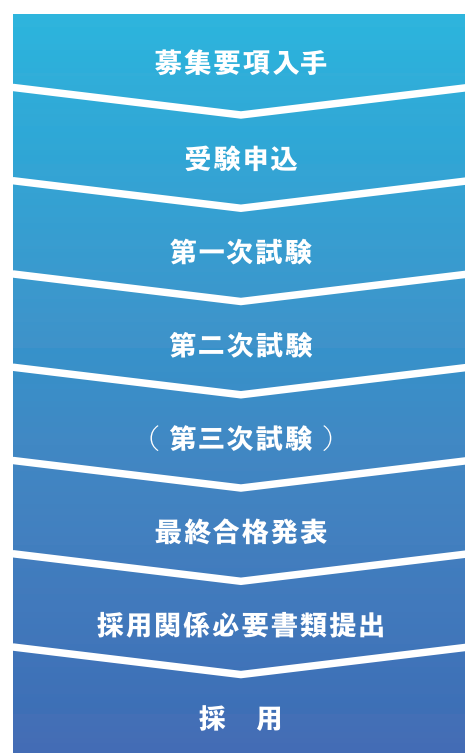 募集要項入手
受験申込
第一次試験
第二次試験
（ 第三次試験 ）
最終合格発表
採用関係必要書類提出
採　用